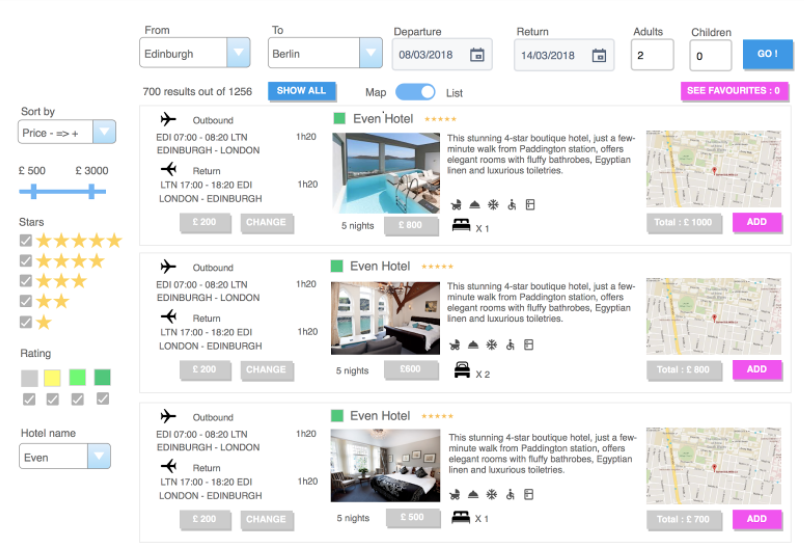 From
To
Departure
Return
Adults
Children
Edinburgh
Berlin
08/03/2018
14/03/2018
2
0
GO !
700 results out of 1256
SHOW ALL
Map
List
SEE FAVOURITES : 0
Sort by
Price - => +
£ 500
£ 3000
Stars
Rating
Hotel name
Even
Outbound
EDI 07:00 - 08:20 LTN
1h20
EDINBURGH - LONDON
Return
LTN 17:00 - 18:20 EDI
1h20
LONDON - EDINBURGH
£ 200
CHANGE
Even Hotel
5 nights
£ 800
This stunning 4-star boutique hotel, just a few-
minute walk from Paddington station, offers
elegant rooms with fluffy bathrobes, Egyptian
linen and luxurious toiletries.
X 1
Total : £ 1000
ADD
Outbound
EDI 07:00 - 08:20 LTN
1h20
EDINBURGH - LONDON
Return
LTN 17:00 - 18:20 EDI
1h20
LONDON - EDINBURGH
£ 200
CHANGE
Even Hotel
5 nights
£600
This stunning 4-star boutique hotel, just a few-
minute walk from Paddington station, offers
elegant rooms with fluffy bathrobes, Egyptian
linen and luxurious toiletries.
X 2
Total : £ 800
ADD
Outbound
EDI 07:00 - 08:20 LTN
1h20
EDINBURGH - LONDON
Return
LTN 17:00 - 18:20 EDI
1h20
LONDON - EDINBURGH
£ 200
CHANGE
Even Hotel
5 nights
£ 500
This stunning 4-star boutique hotel, just a few-
minute walk from Paddington station, offers
elegant rooms with fluffy bathrobes, Egyptian
linen and luxurious toiletries.
X 1
Total : £ 700
ADD